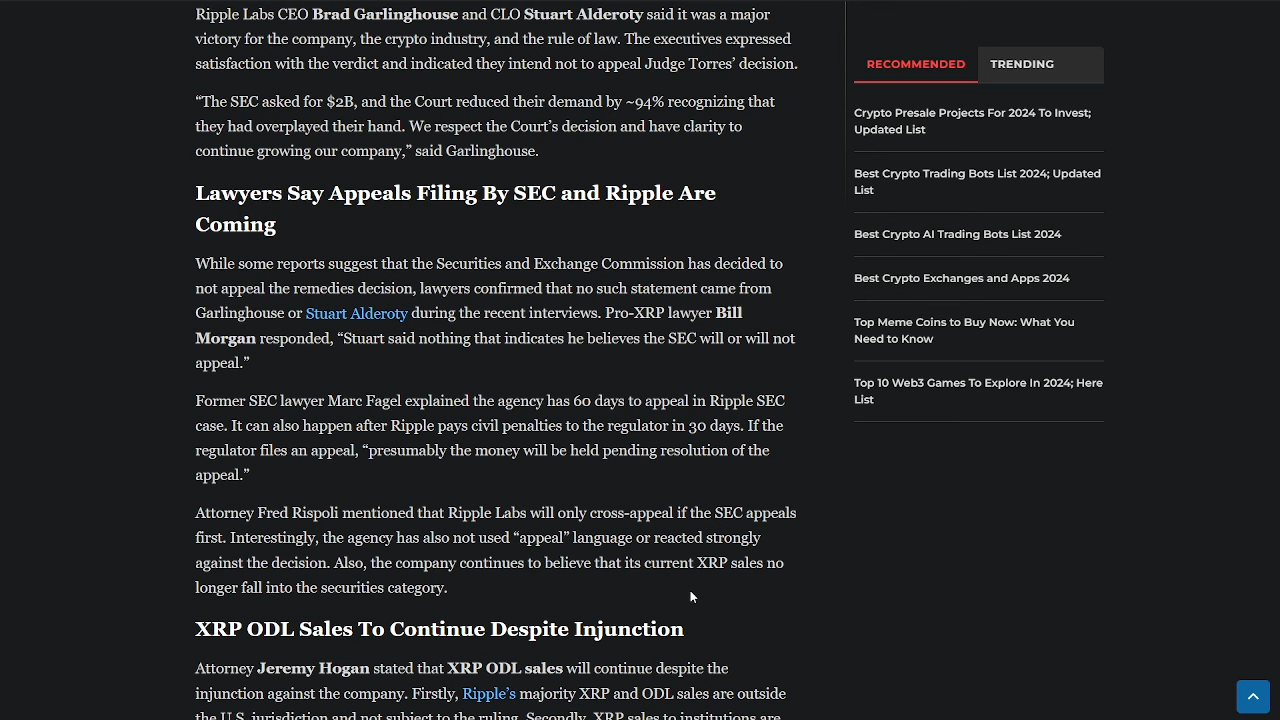 Ripple Labs CEO Brad Garlinghouse and CLO Stuart Alderoty said it was a major
victory for the company, the crypto industry, and the rule of law. The executives expressed
satisfaction with the verdict and indicated they intend not to appeal Judge Torres’ decision.
“The SEC asked for $2B, and the Court reduced their demand by ~94% recognizing that
they had overplayed their hand. We respect the Court’s decision and have clarity to
continue growing our company,” said Garlinghouse.
Lawyers Say Appeals Filing By SEC and Ripple Are
Coming
While some reports suggest that the Securities and Exchange Commission has decided to
not appeal the remedies decision, lawyers confirmed that no such statement came from
Garlinghouse or Stuart Alderoty during the recent interviews. Pro-XRP lawyer Bill
Morgan responded, “Stuart said nothing that indicates he believes the SEC will or will not
appeal.”
Former SEC lawyer Marc Fagel explained the agency has 60 days to appeal in Ripple SEC
case. It can also happen after Ripple pays civil penalties to the regulator in 30 days. If the
regulator files an appeal, “presumably the money will be held pending resolution of the
appeal.”
Attorney Fred Rispoli mentioned that Ripple Labs will only cross-appeal if the SEC appeals
first. Interestingly, the agency has also not used “appeal” language or reacted strongly
against the decision. Also, the company continues to believe that its current XRP sales no
longer fall into the securities category.
XRP ODL Sales To Continue Despite Injunction
Attorney Jeremy Hogan stated that XRP ODL sales will continue despite the
injunction against the company. Firstly, Ripple’s majority XRP and ODL sales are outside
the U.S. jurisdiction and not subject to the ruling. Secondly, XRP sales to institutions are
RECOMMENDED
TRENDING
Crypto Presale Projects For 2024 To Invest;
Updated List
Best Crypto Trading Bots List 2024; Updated
List
Best Crypto AI Trading Bots List 2024
Best Crypto Exchanges and Apps 2024
Top Meme Coins to Buy Now: What You
Need to Know
Top 10 Web3 Games To Explore In 2024; Here
List